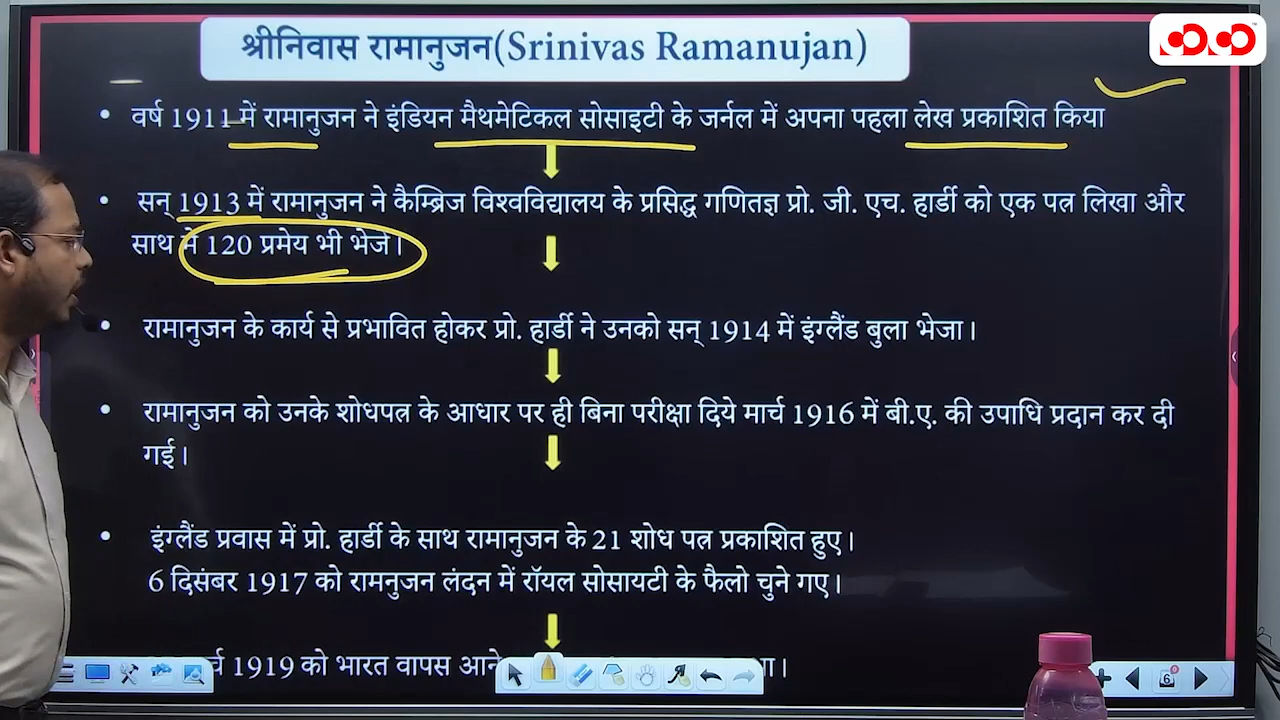 श्रीनिवास रामानुजन(Srinivas Ramanujan)
• वर्ष 1911 में रामानुजन ने इंडियन मैथमेटिकल सोसाइटी के जर्नल में अपना पहला लेख प्रकाशित किया
• सन् 1913 में रामानुजन ने कैम्ब्रिज विश्वविद्यालय के प्रसिद्ध गणितज्ञ प्रो. जी. एच. हार्डी को एक पत्र लिखा और
साथ में 120 प्रमेय भी भेजे।
• रामानुजन के कार्य से प्रभावित होकर प्रो. हार्डी ने उनको सन् 1914 में इंग्लैंड बुला भेजा।
• रामानुजन को उनके शोधपत्र के आधार पर ही बिना परीक्षा दिये मार्च 1916 में बी.ए. की उपाधि प्रदान कर दी
गई।
• इंग्लैंड प्रवास में प्रो. हार्डी के साथ रामानुजन के 21 शोध पत्र प्रकाशित हुए।
6 दिसंबर 1917 को रामनुजन लंदन में रॉयल सोसायटी के फैलो चुने गए।
1919 को भारत वापस आने
6